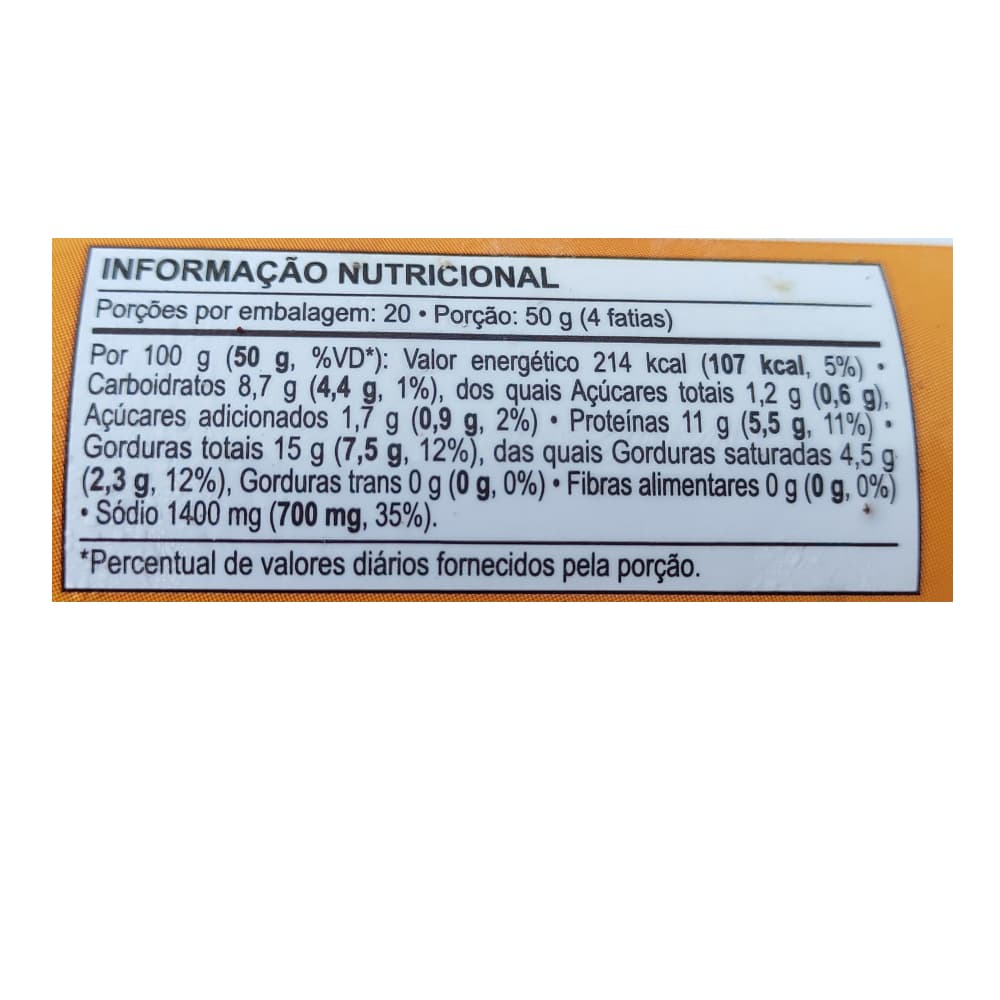 INFORMAÇÃO NUTRICIONAL
Porções por embalagem: 20 • Porção: 50 g (4 fatias)
Por 100 g (50 g, %VD*): Valor energético 214 kcal (107 kcal, 5%) •
Carboidratos 8,7 g (4,4 g, 1%), dos quais Açúcares totais 1,2 g (0,6 g),
Açúcares adicionados 1,7 g (0,9 g, 2%) • Proteínas 11 g (5,5 g, 11%) •
Gorduras totais 15 g (7,5 g, 12%), das quais Gorduras saturadas 4,5 g
(2,3 g, 12%), Gorduras trans 0 g (0 g, 0%) • Fibras alimentares 0 g (0 g, 0%)
• Sódio 1400 mg (700 mg, 35%).
*Percentual de valores diários fornecidos pela porção.